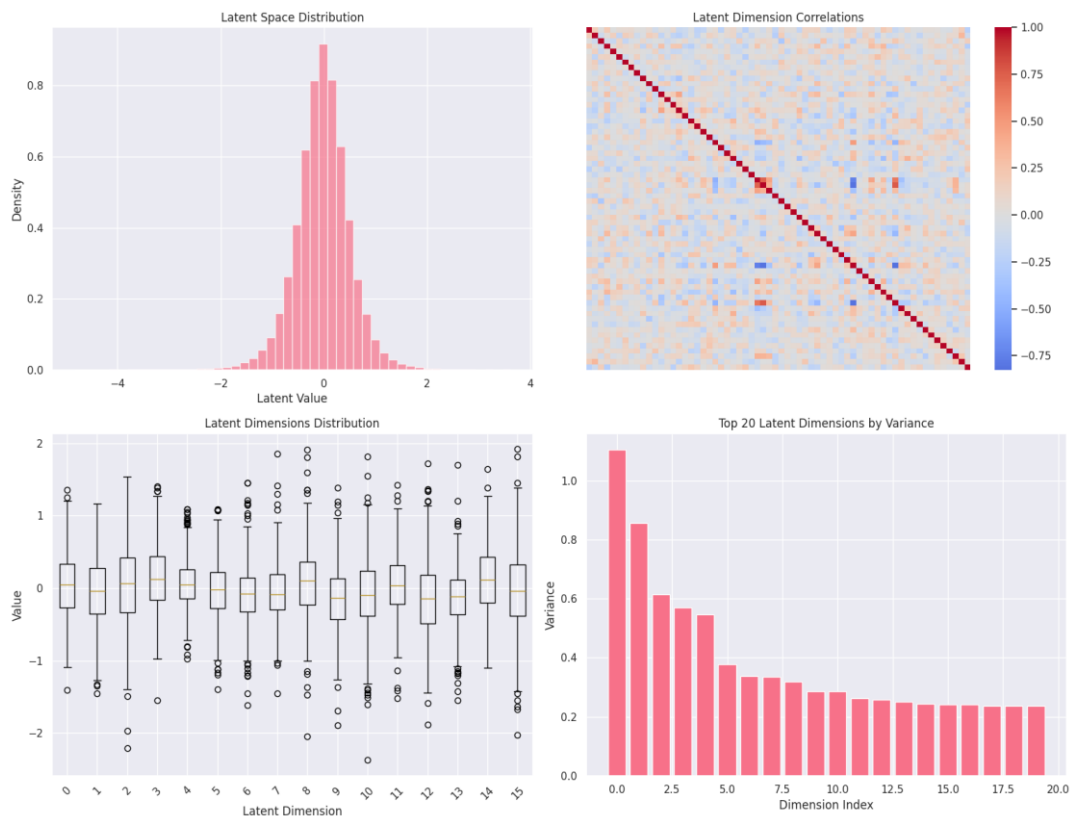 Latent Space Distribution
0.8
0.6
0.4
0.2
0.0
Density
−4 −2 0 2 4
Latent Value
Latent Dimension Correlations
1.00
0.75
0.50
0.25
0.00
−0.25
−0.50
−0.75
Latent Dimensions Distribution
2
1
0
−1
−2
Value
0 1 2 3 4 5 6 7 8 9 10 11 12 13 14 15
Latent Dimension
Top 20 Latent Dimensions by Variance
1.0
0.8
0.6
0.4
0.2
0.0
Variance
0.0 2.5 5.0 7.5 10.0 12.5 15.0 17.5 20.0
Dimension Index